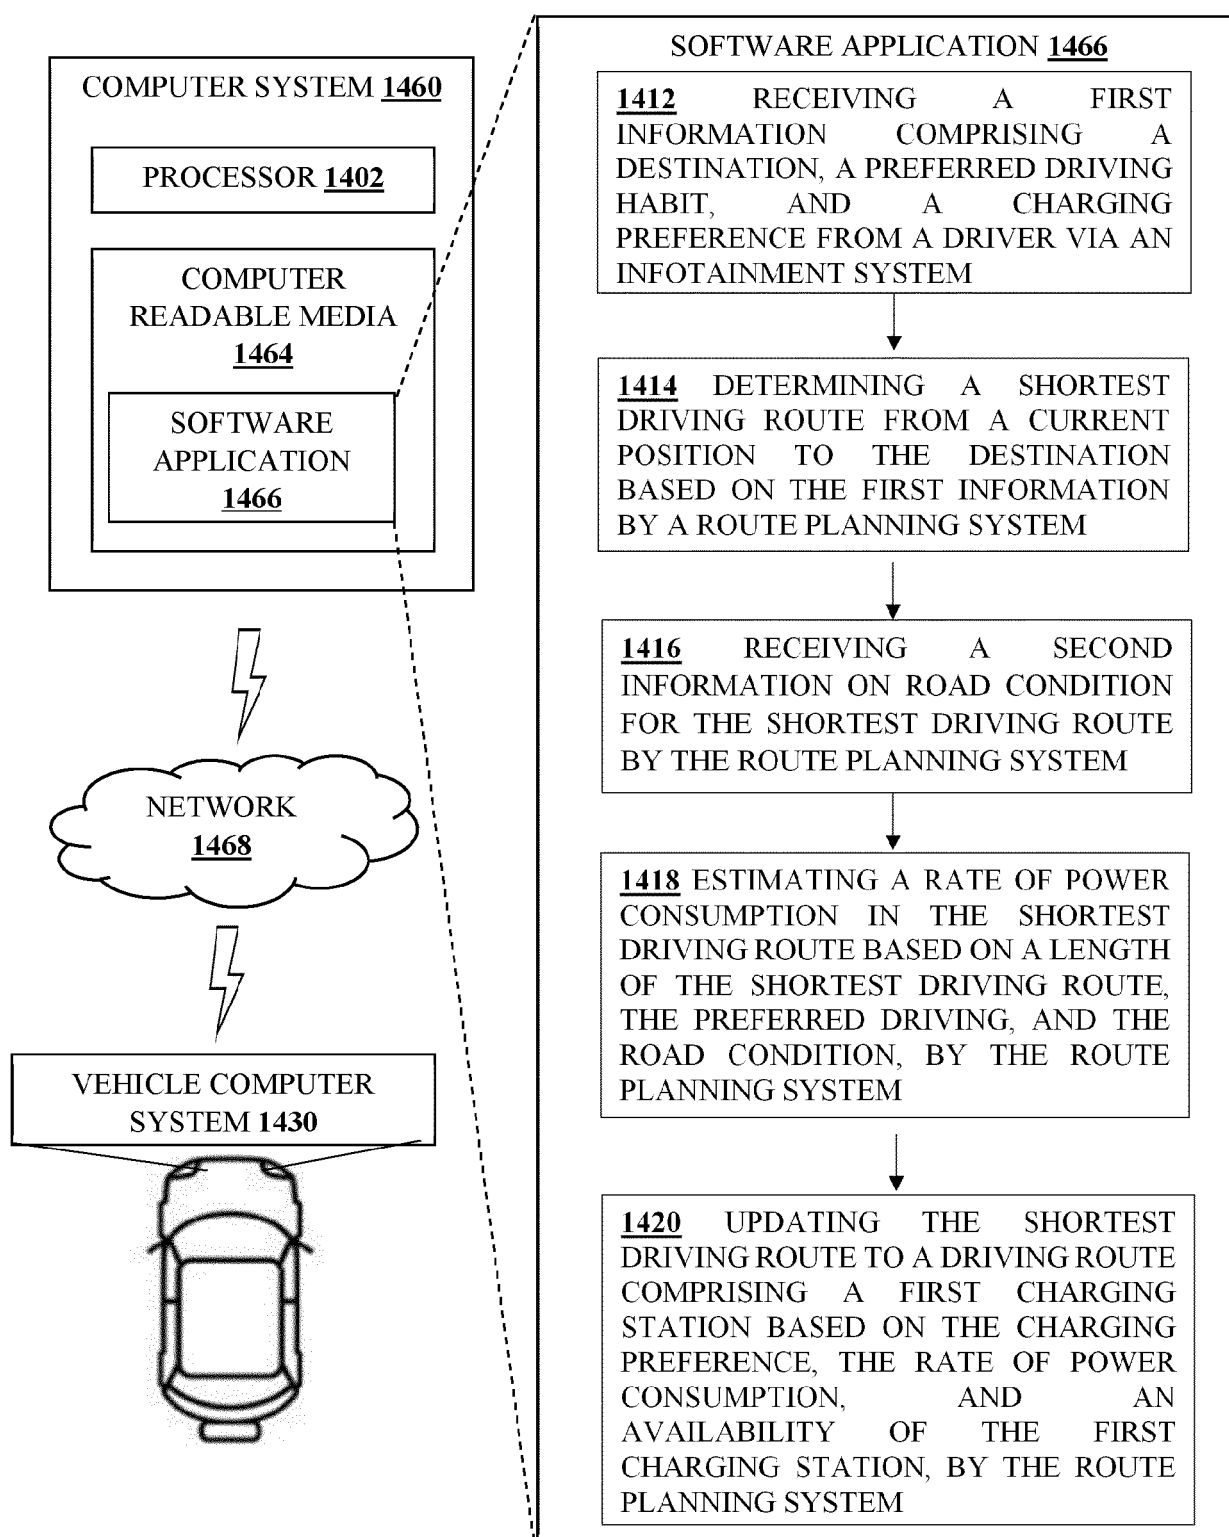 COMPUTER SYSTEM 1460
PROCESSOR 1402
COMPUTER
READABLE MEDIA
1464
SOFTWARE
APPLICATION
1466
NETWORK
1468
VEHICLE COMPUTER
SYSTEM 1430
SOFTWARE APPLICATION 1466
1412 RECEIVING A FIRST
INFORMATION COMPRISING A
DESTINATION, A PREFERRED DRIVING
HABIT, AND A CHARGING
PREFERENCE FROM A DRIVER VIA AN
INFOTAINMENT SYSTEM
1414 DETERMINING A SHORTEST
DRIVING ROUTE FROM A CURRENT
POSITION TO THE DESTINATION
BASED ON THE FIRST INFORMATION
BY A ROUTE PLANNING SYSTEM
1416 RECEIVING A SECOND
INFORMATION ON ROAD CONDITION
FOR THE SHORTEST DRIVING ROUTE
BY THE ROUTE PLANNING SYSTEM
1418 ESTIMATING A RATE OF POWER
CONSUMPTION IN THE SHORTEST
DRIVING ROUTE BASED ON A LENGTH
OF THE SHORTEST DRIVING ROUTE,
THE PREFERRED DRIVING, AND THE
ROAD CONDITION, BY THE ROUTE
PLANNING SYSTEM
1420 UPDATING THE SHORTEST
DRIVING ROUTE TO A DRIVING ROUTE
COMPRISING A FIRST CHARGING
STATION BASED ON THE CHARGING
PREFERENCE, THE RATE OF POWER
CONSUMPTION, AND AN
AVAILABILITY OF THE FIRST
CHARGING STATION, BY THE ROUTE
PLANNING SYSTEM